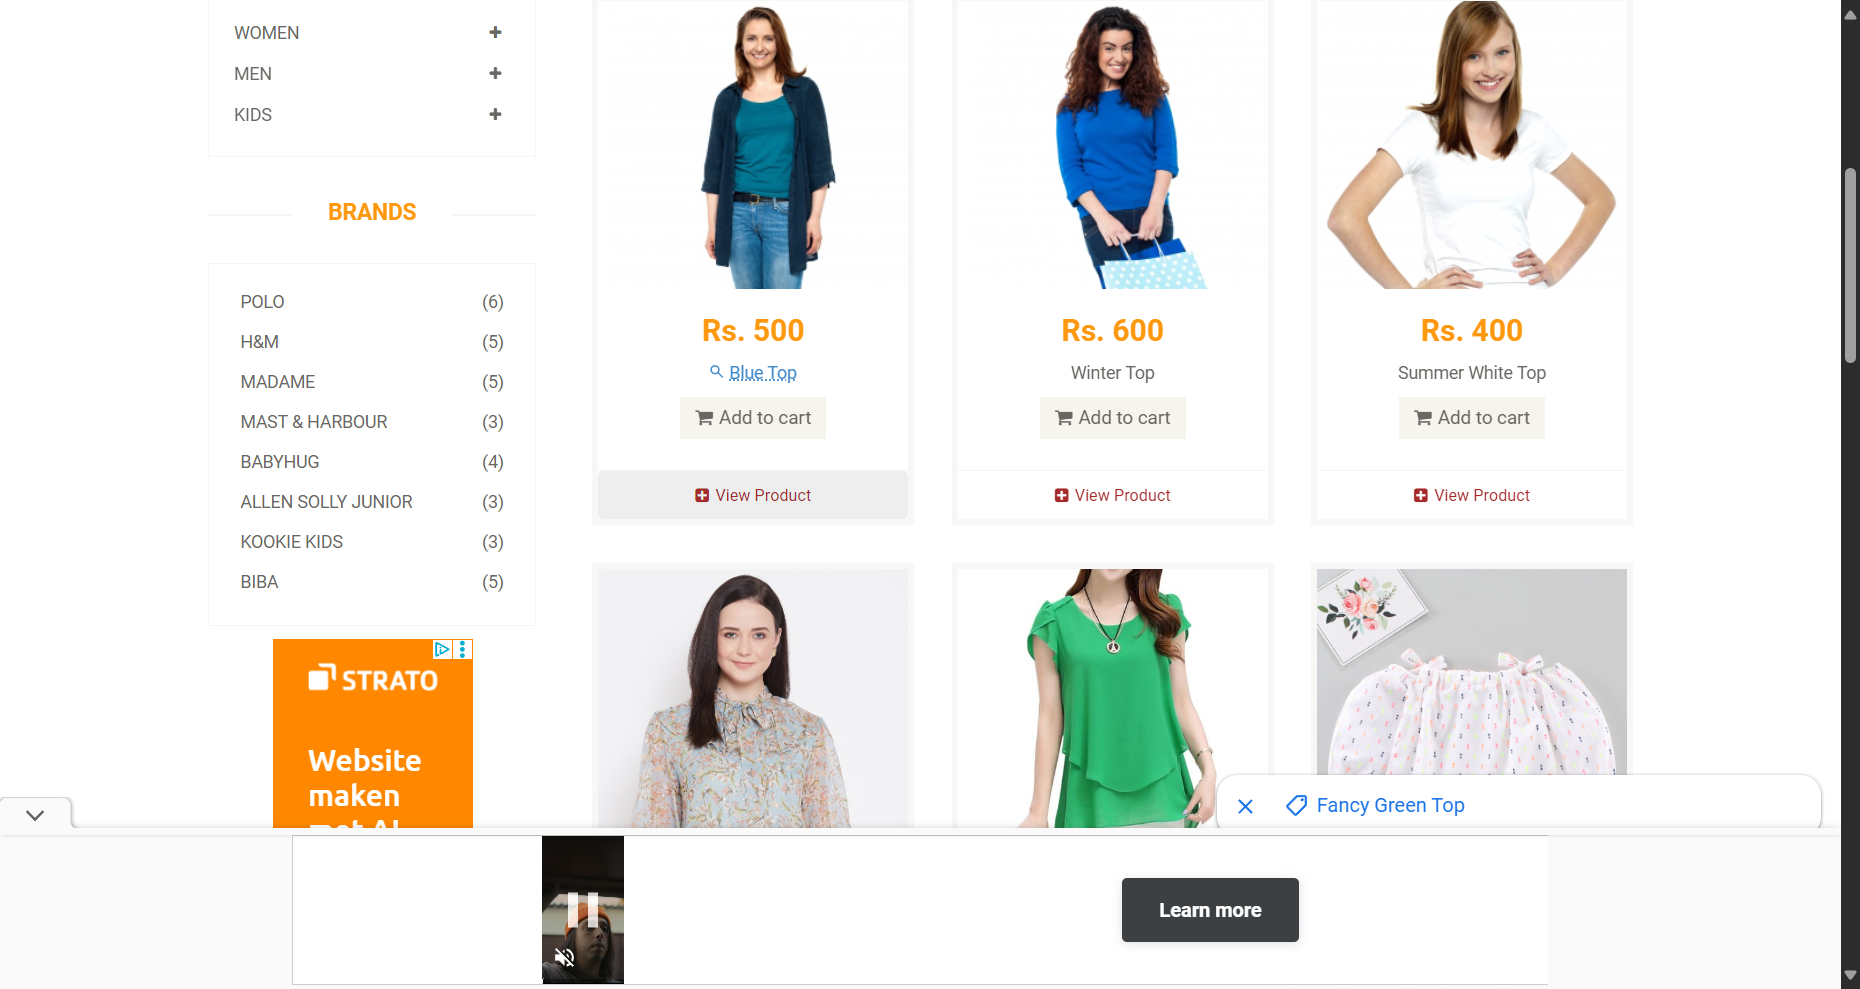 WOMEN
MEN
KIDS
BRANDS
POLO (6)
H&M (5)
MADAME (5)
MAST & HARBOUR (3)
BABYHUG (4)
ALLEN SOLLY JUNIOR (3)
KOOKIE KIDS (3)
BIBA (5)
STRATO
Website
maken
met AI
Rs. 500
Blue Top
Add to cart
View Product
Rs. 600
Winter Top
Add to cart
View Product
Rs. 400
Summer White Top
Add to cart
View Product
Fancy Green Top
Learn more